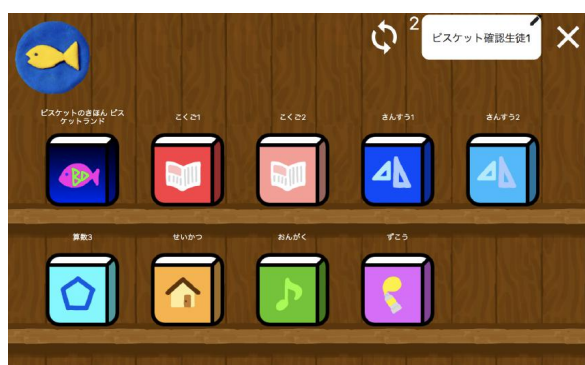 2
ビスケット確認生徒1
ビスケットのきほん ビス
ケットランド
こくご1
こくご2
さんすう1
さんすう2
算数3
せいかつ
おんがく
ずこう